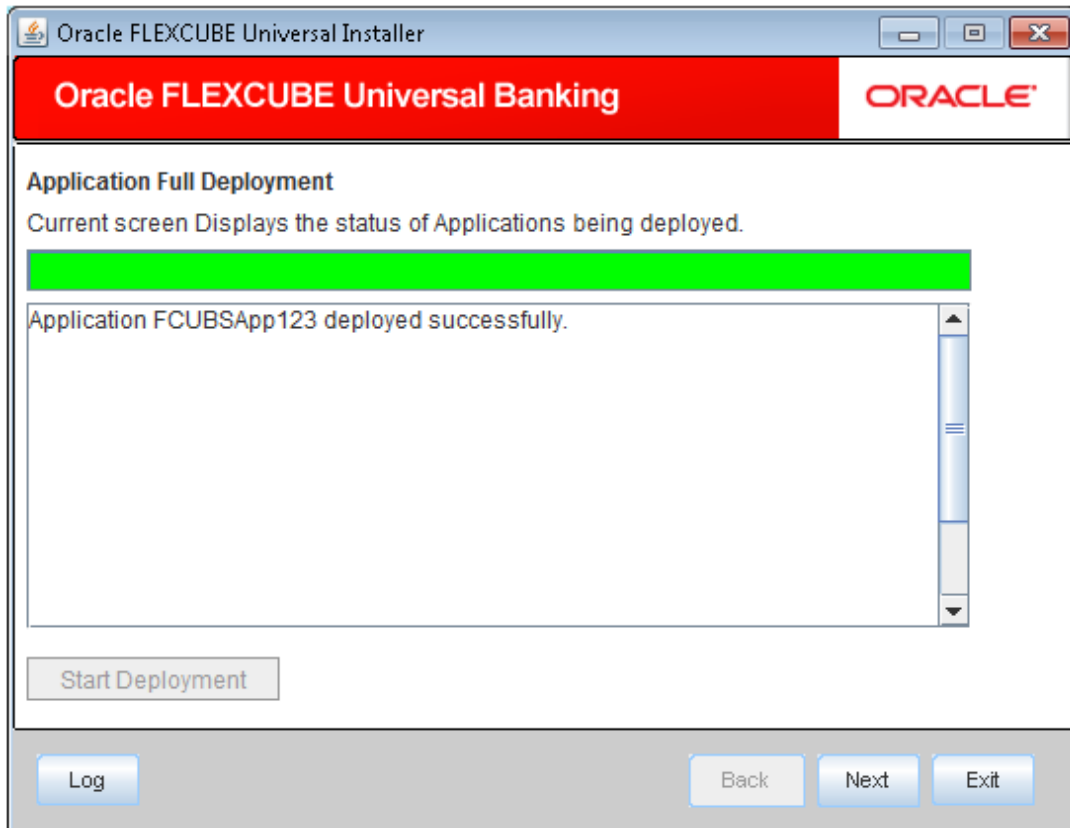 Oracle FLEXCUBE Universal Installer
Oracle FLEXCUBE Universal Banking
ORACLE
Application Full Deployment
Current screen Displays the status of Applications being deployed.
Application FCUBSApp123 deployed successfully.
Start Deployment
Log
Back
Next
Exit